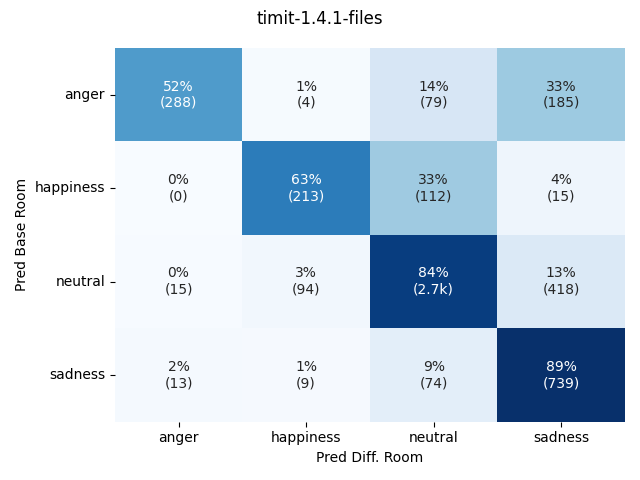 timit-1.4.1-files
Pred Base Room
anger
52% 1% 14% 33%
(288) (4) (79) (185)
happiness
0% 63% 33% 4%
(0) (213) (112) (15)
neutral
0% 3% 84% 13%
(15) (94) (2.7k) (418)
sadness
2% 1% 9% 89%
(13) (9) (74) (739)
anger happiness neutral sadness
Pred Diff. Room